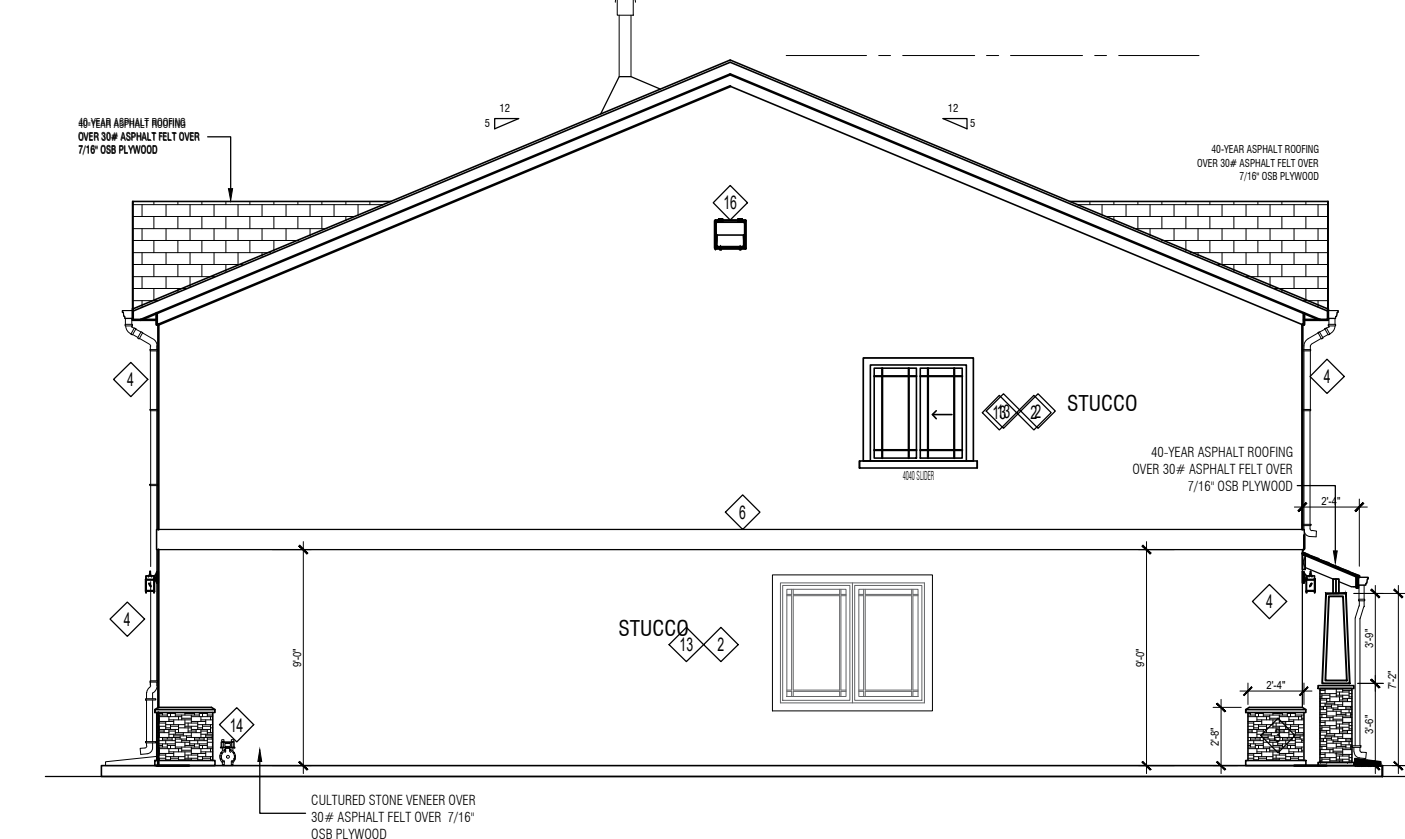 12
5
12
5
40-YEAR ASPHALT ROOFING
OVER 30# ASPHALT FELT OVER
7/16" OSB PLYWOOD
40-YEAR ASPHALT ROOFING
OVER 30# ASPHALT FELT OVER
7/16" OSB PLYWOOD
16
4
4
STUCCO
4040 SLIDER
40-YEAR ASPHALT ROOFING
OVER 30# ASPHALT FELT OVER
7/16" OSB PLYWOOD
2'-4"
6
4
4
STUCCO
13
2
9'-0"
9'-0"
3'-9"
7'-2"
2'-4"
3'-6"
2'-8"
14
CULTURED STONE VENEER OVER
30# ASPHALT FELT OVER 7/16"
OSB PLYWOOD